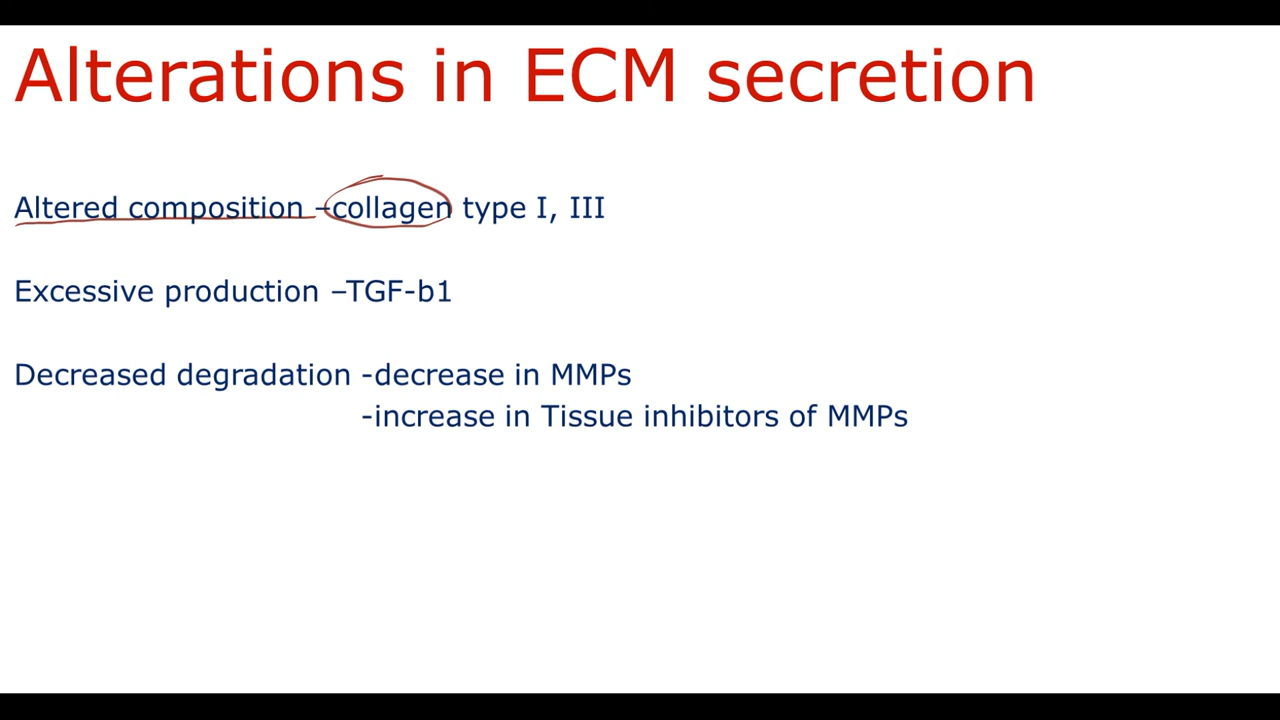 Alterations in ECM secretion
Altered composition –collagen type I, III
Excessive production –TGF-b1
Decreased degradation -decrease in MMPs
-increase in Tissue inhibitors of MMPs